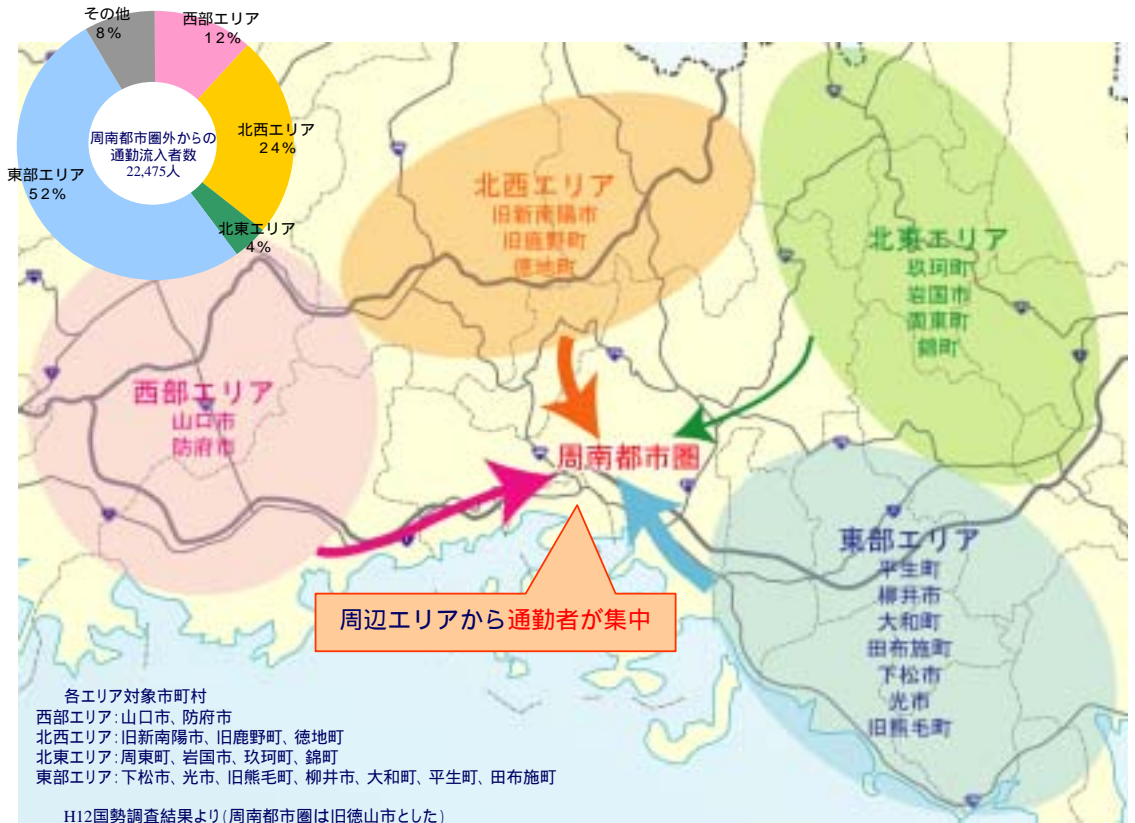 その他
8%
西部エリア
12%
北西エリア
24%
北東エリア
4%
東部エリア
52%
周南都市圏外からの
通勤流入者数
22,475人
北西エリア
旧新南陽市
旧鹿野町
徳地町
北東エリア
玖珂町
岩国市
周東町
錦町
西部エリア
山口市
防府市
周南都市圏
東部エリア
平生町
柳井市
大和町
田布施町
下松市
光市
旧熊毛町
周辺エリアから通勤者が集中
各エリア対象市町村
西部エリア:山口市、防府市
北西エリア:旧新南陽市、旧鹿野町、徳地町
北東エリア:周東町、岩国市、玖珂町、錦町
東部エリア:下松市、光市、旧熊毛町、柳井市、大和町、平生町、田布施町
H12国勢調査結果より(周南都市圏は旧徳山市とした)